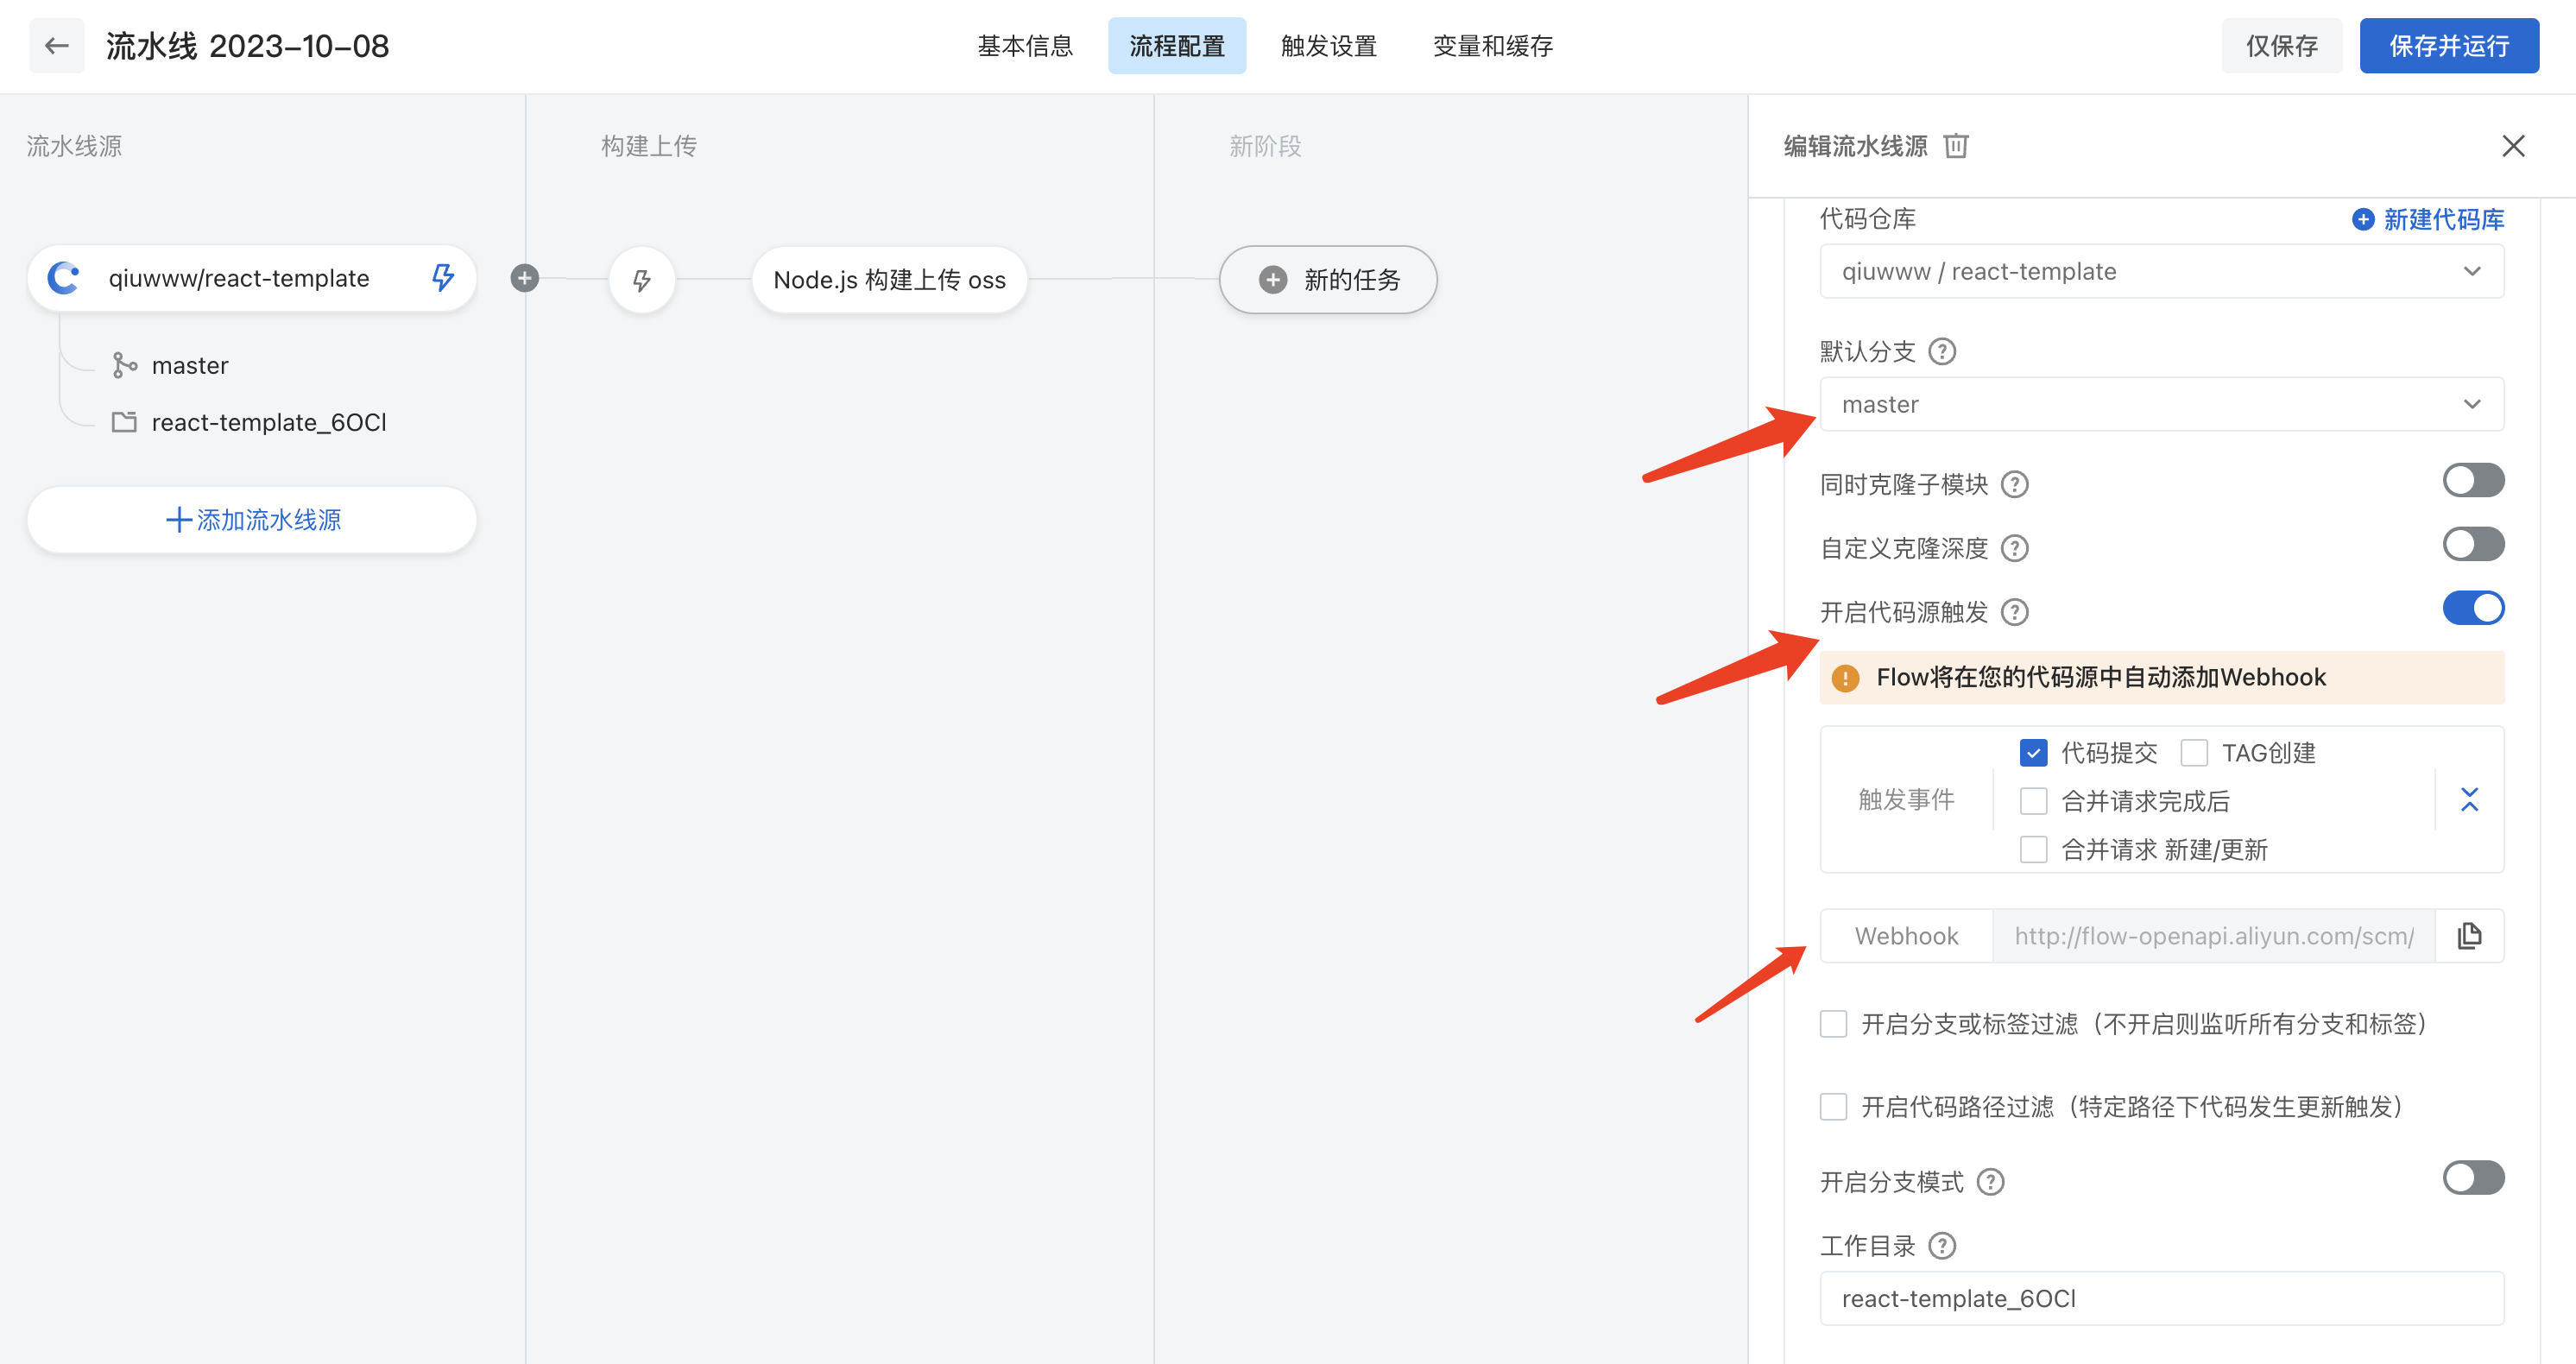 流水线 2023-10-08
基本信息
流程配置
触发设置
变量和缓存
仅保存
保存并运行
流水线源
qiuwww/react-template
master
react-template_6OCl
添加流水线源
构建上传
Node.js 构建上传 oss
新阶段
新的任务
编辑流水线源
代码仓库
新建代码库
qiuwww / react-template
默认分支
master
同时克隆子模块
自定义克隆深度
开启代码源触发
Flow将在您的代码源中自动添加Webhook
触发事件
代码提交
TAG创建
合并请求完成后
合并请求 新建/更新
Webhook
http://flow-openapi.aliyun.com/scm/
开启分支或标签过滤（不开启则监听所有分支和标签）
开启代码路径过滤（特定路径下代码发生更新触发）
开启分支模式
工作目录
react-template_6OCl